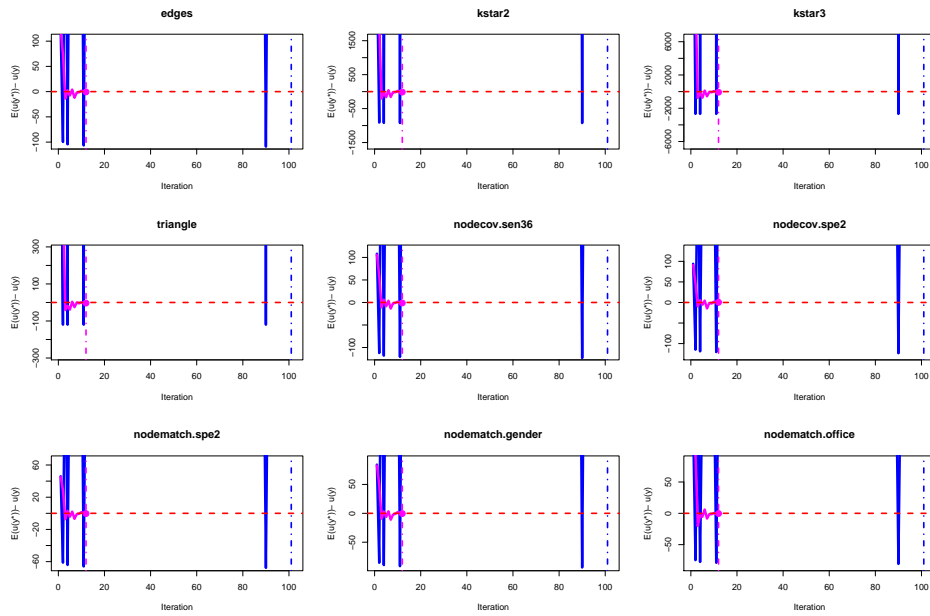 edges
kstar2
kstar3
E(u(y*))− u(y)
−100 −50 0 50 100
0 20 40 60 80 100
Iteration
E(u(y*))− u(y)
−1500 −500 0 500 1500
0 20 40 60 80 100
Iteration
E(u(y*))− u(y)
−6000 −2000 0 2000 6000
0 20 40 60 80 100
Iteration
triangle
nodecov.sen36
nodecov.spe2
E(u(y*))− u(y)
−300 −100 0 100 300
0 20 40 60 80 100
Iteration
E(u(y*))− u(y)
−100 −50 0 50 100
0 20 40 60 80 100
Iteration
E(u(y*))− u(y)
−100 0 50 100
0 20 40 60 80 100
Iteration
nodematch.spe2
nodematch.gender
nodematch.office
E(u(y*))− u(y)
−60 −20 0 20 60
0 20 40 60 80 100
Iteration
E(u(y*))− u(y)
−50 0 50
0 20 40 60 80 100
Iteration
E(u(y*))− u(y)
−50 0 50
0 20 40 60 80 100
Iteration